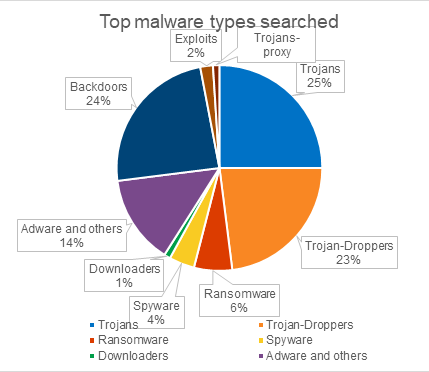 Top malware types searched
Exploits
2%
Trojans-
proxy
Trojans
25%
Backdoors
24%
Adware and others
14%
Trojan-Droppers
23%
Downloaders
1%
Spyware
4%
Ransomware
6%
Trojans
Trojan-Droppers
Ransomware
Spyware
Downloaders
Adware and others